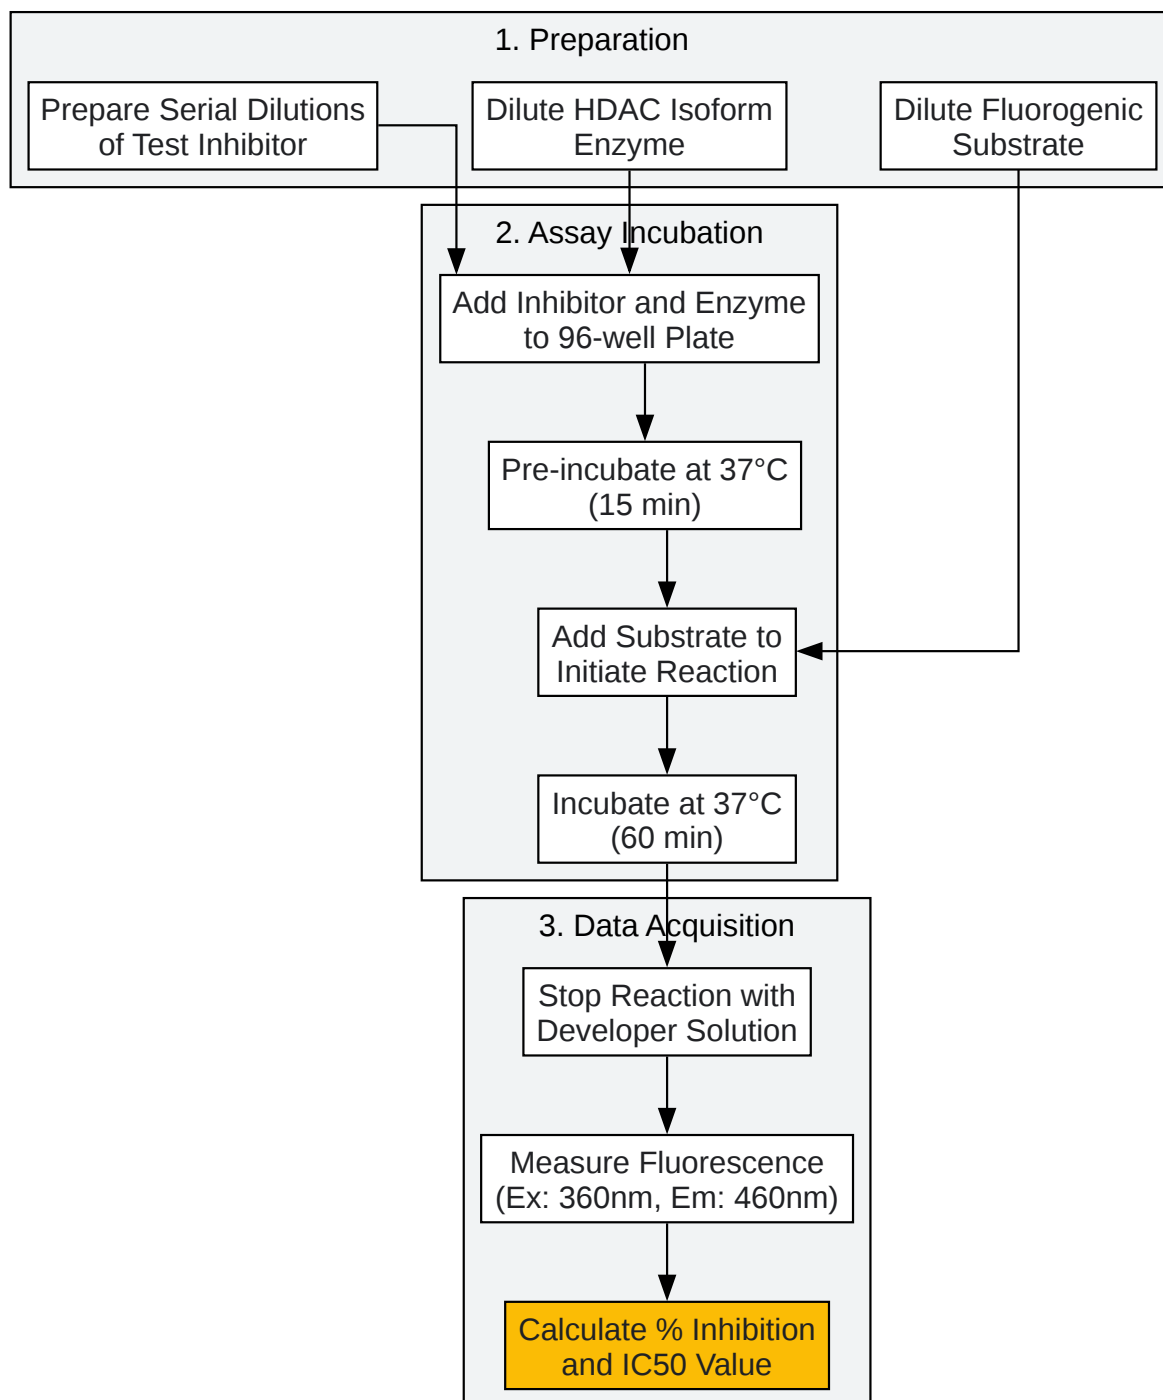 1. Preparation
Prepare Serial Dilutions
of Test Inhibitor
Dilute HDAC Isoform
Enzyme
Dilute Fluorogenic
Substrate
2. Assay Incubation
Add Inhibitor and Enzyme
to 96-well Plate
Pre-incubate at 37°C
(15 min)
Add Substrate to
Initiate Reaction
Incubate at 37°C
(60 min)
3. Data Acquisition
Stop Reaction with
Developer Solution
Measure Fluorescence
(Ex: 360nm, Em: 460nm)
Calculate % Inhibition
and IC50 Value